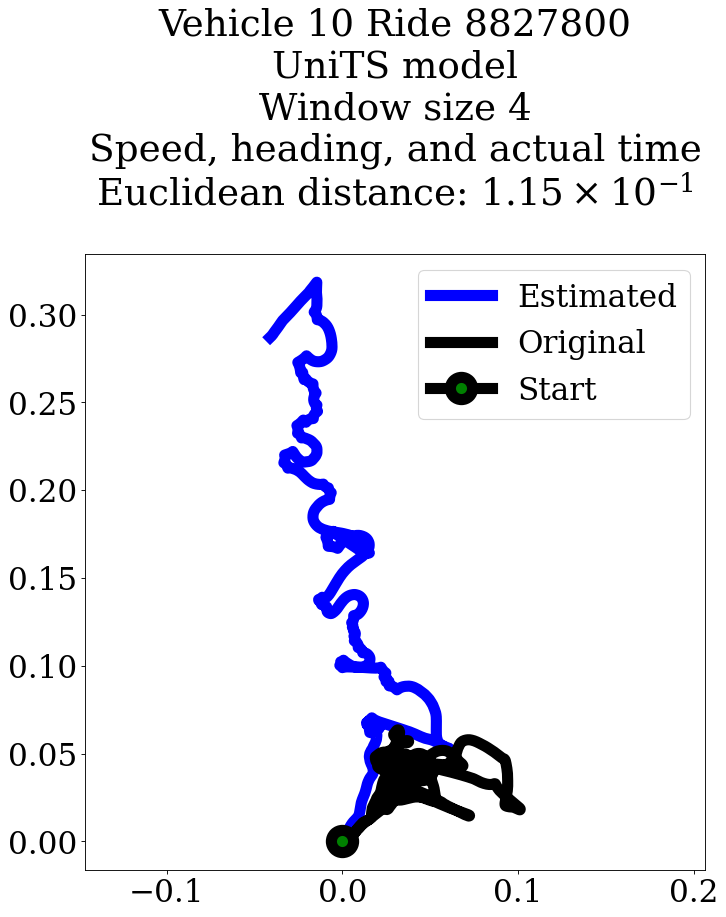 Vehicle 10 Ride 8827800
UniTS model
Window size 4
Speed, heading, and actual time
Euclidean distance: 1.15 × 10⁻¹
Estimated
Original
Start
0.30
0.25
0.20
0.15
0.10
0.05
0.00
−0.1
0.0
0.1
0.2